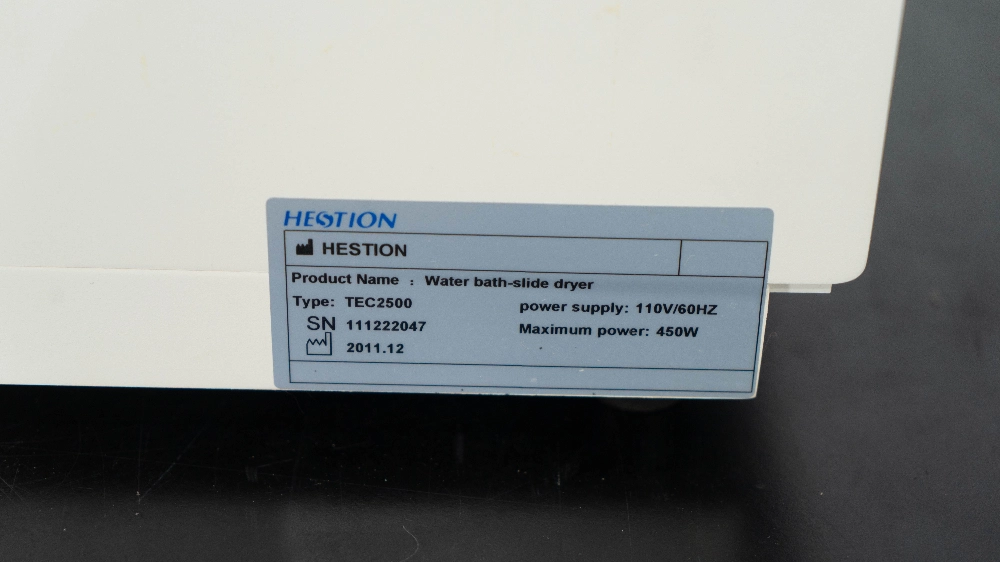 HESTION
HESTION
Product Name : Water bath-slide dryer
Type: TEC2500 power supply: 110V/60HZ
SN 111222047 Maximum power: 450W
2011.12